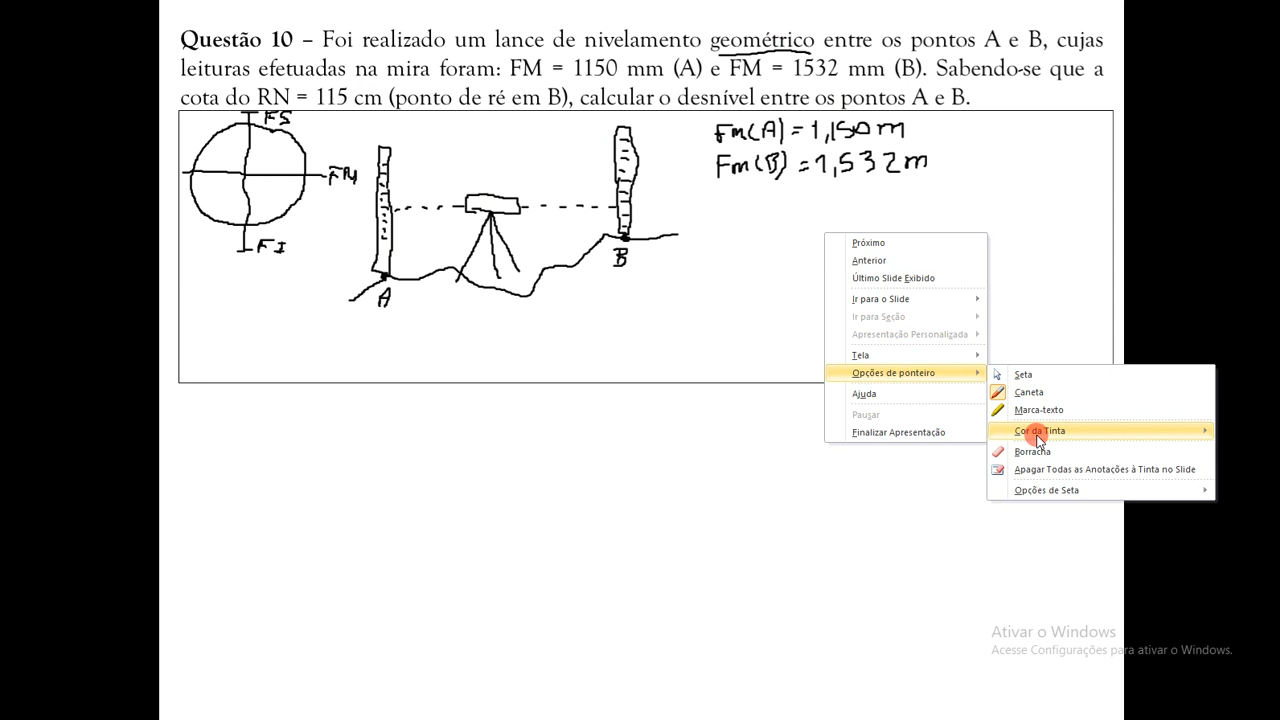 Questão 10 – Foi realizado um lance de nivelamento geométrico entre os pontos A e B, cujas
leituras efetuadas na mira foram: FM = 1150 mm (A) e FM = 1532 mm (B). Sabendo-se que a
cota do RN = 115 cm (ponto de ré em B), calcular o desnível entre os pontos A e B.
FS
FM
FI
A
B
Fm(A) = 1,150 m
Fm(B) = 1,532 m
Próximo
Anterior
Último Slide Exibido
Ir para o Slide
Ir para Seção
Apresentação Personalizada
Tela
Opções de ponteiro
Ajuda
Pausar
Finalizar Apresentação
Seta
Caneta
Marca-texto
Cor da Tinta
Borracha
Apagar Todas as Anotações à Tinta no Slide
Opções de Seta
Ativar o Windows
Acesse Configurações para ativar o Windows.